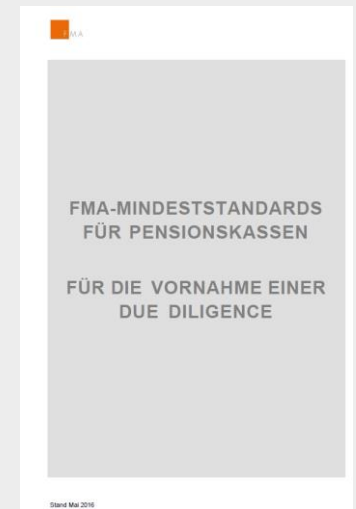 FMA
FMA-MINDESTSTANDARDS
FÜR PENSIONSKASSEN
FÜR DIE VORNAHME EINER
DUE DILIGENCE
Stand Mai 2016